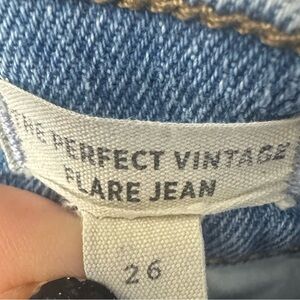 THE PERFECT VINTAGE
FLARE JEAN
26